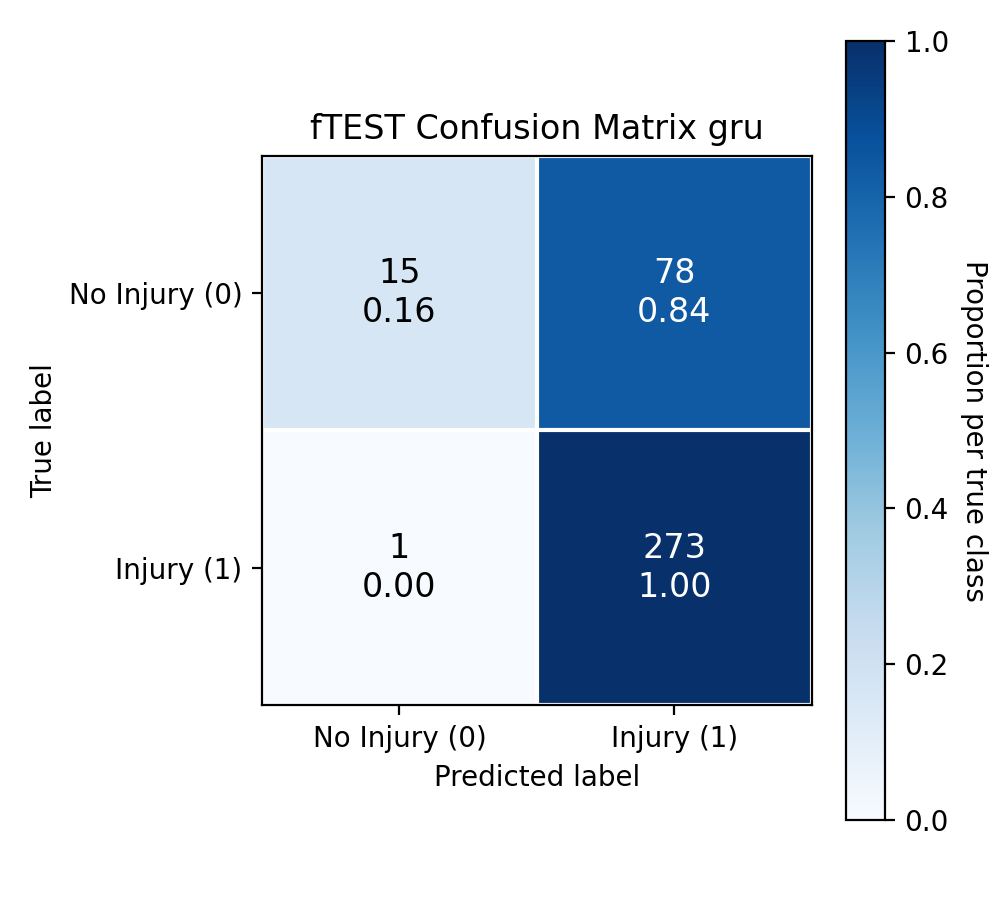 fTEST Confusion Matrix gru
True label
No Injury (0)
Injury (1)
15
0.16
78
0.84
1
0.00
273
1.00
No Injury (0)
Injury (1)
Predicted label
1.0
0.8
0.6
0.4
0.2
0.0
Proportion per true class